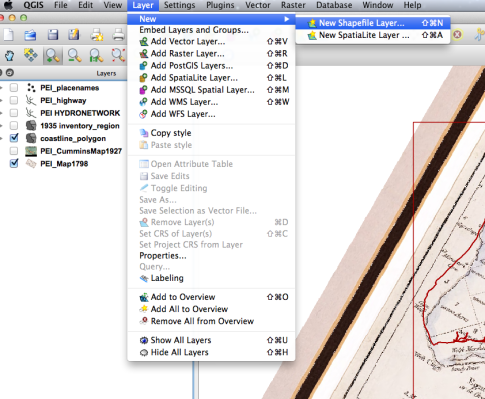 QGIS File Edit View Layer Settings Plugins Vector Raster Database Window Help
New
New Shapefile Layer... ⇧⌘N
New SpatiaLite Layer ... ⇧⌘A
Embed Layers and Groups...
Add Vector Layer... ⇧⌘V
Add Raster Layer... ⇧⌘R
Add PostGIS Layers... ⇧⌘D
Add SpatiaLite Layer... ⇧⌘L
Add MSSQL Spatial Layer... ⇧⌘M
Add WMS Layer... ⇧⌘W
Add WFS Layer...
Copy style
Paste style
Open Attribute Table
Save Edits
Toggle Editing
Save As...
Save Selection as Vector File...
Remove Layer(s) ⌘D
Set CRS of Layer(s) ⇧⌘C
Set Project CRS from Layer
Properties...
Query...
Labeling
Add to Overview ⇧⌘O
Add All to Overview
Remove All from Overview
Show All Layers ⇧⌘U
Hide All Layers ⇧⌘H
Layers
PEI_placenames
PEI_highway
PEI HYDRONETWORK
1935 inventory_region
coastline_polygon
PEI_CumminsMap1927
PEI_Map1798